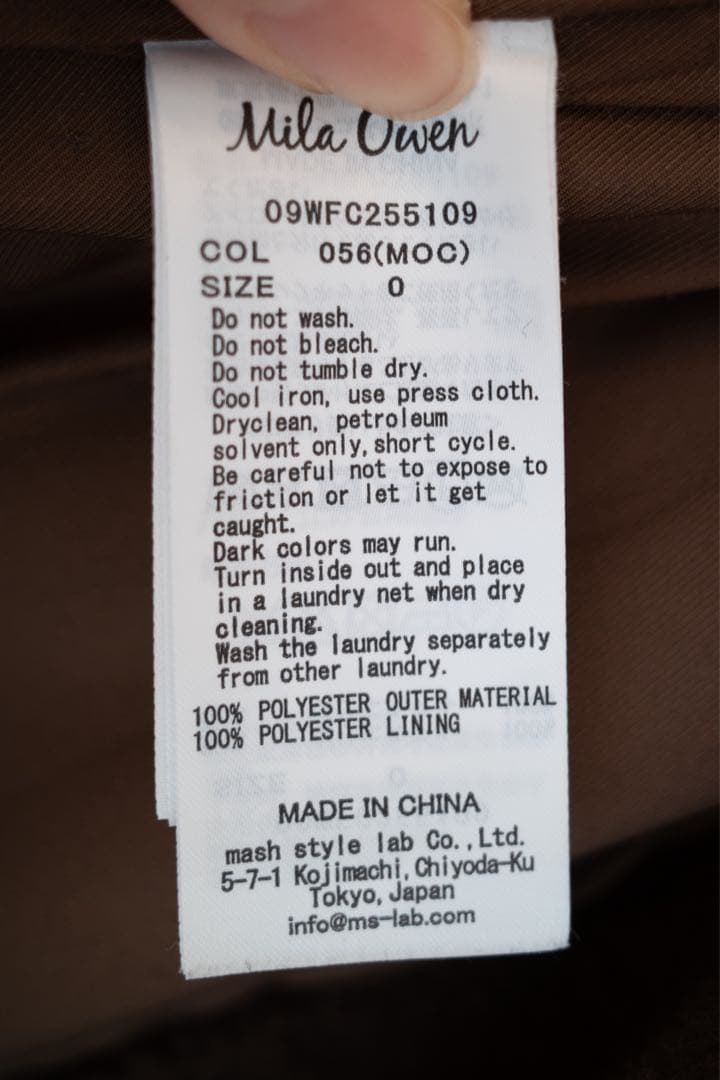 Mila Owen
09WFC255109
COL 056(MOC)
SIZE 0
Do not wash.
Do not bleach.
Do not tumble dry.
Cool iron, use press cloth.
Dryclean, petroleum
solvent only, short cycle.
Be careful not to expose to
friction or let it get
caught.
Dark colors may run.
Turn inside out and place
in a laundry net when dry
cleaning.
Wash the laundry separately
from other laundry.
100% POLYESTER OUTER MATERIAL
100% POLYESTER LINING
MADE IN CHINA
mash style lab Co.,Ltd.
5-7-1 Kojimachi, Chiyoda-Ku
Tokyo, Japan
info@ms-lab.com